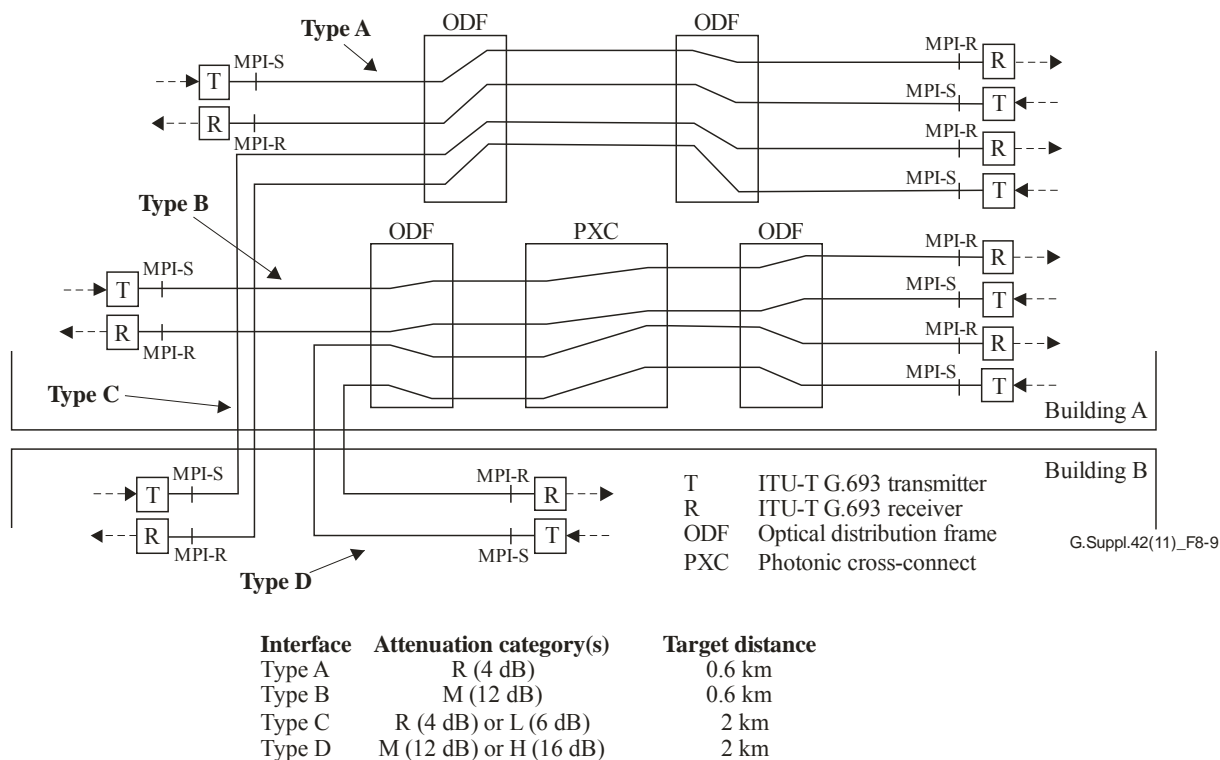 Type A
ODF
ODF
MPI-S
T
R
MPI-R
MPI-R
R
MPI-S
T
MPI-R
R
MPI-S
T
Type B
ODF
PXC
ODF
MPI-S
T
R
MPI-R
MPI-R
R
MPI-S
T
MPI-R
R
MPI-S
T
Type C
Building A
Building B
MPI-S
T
R
MPI-R
MPI-R
R
T
MPI-S
Type D
T ITU-T G.693 transmitter
R ITU-T G.693 receiver
ODF Optical distribution frame
PXC Photonic cross-connect
G.Suppl.42(11)_F8-9
Interface Attenuation category(s) Target distance
Type A R (4 dB) 0.6 km
Type B M (12 dB) 0.6 km
Type C R (4 dB) or L (6 dB) 2 km
Type D M (12 dB) or H (16 dB) 2 km